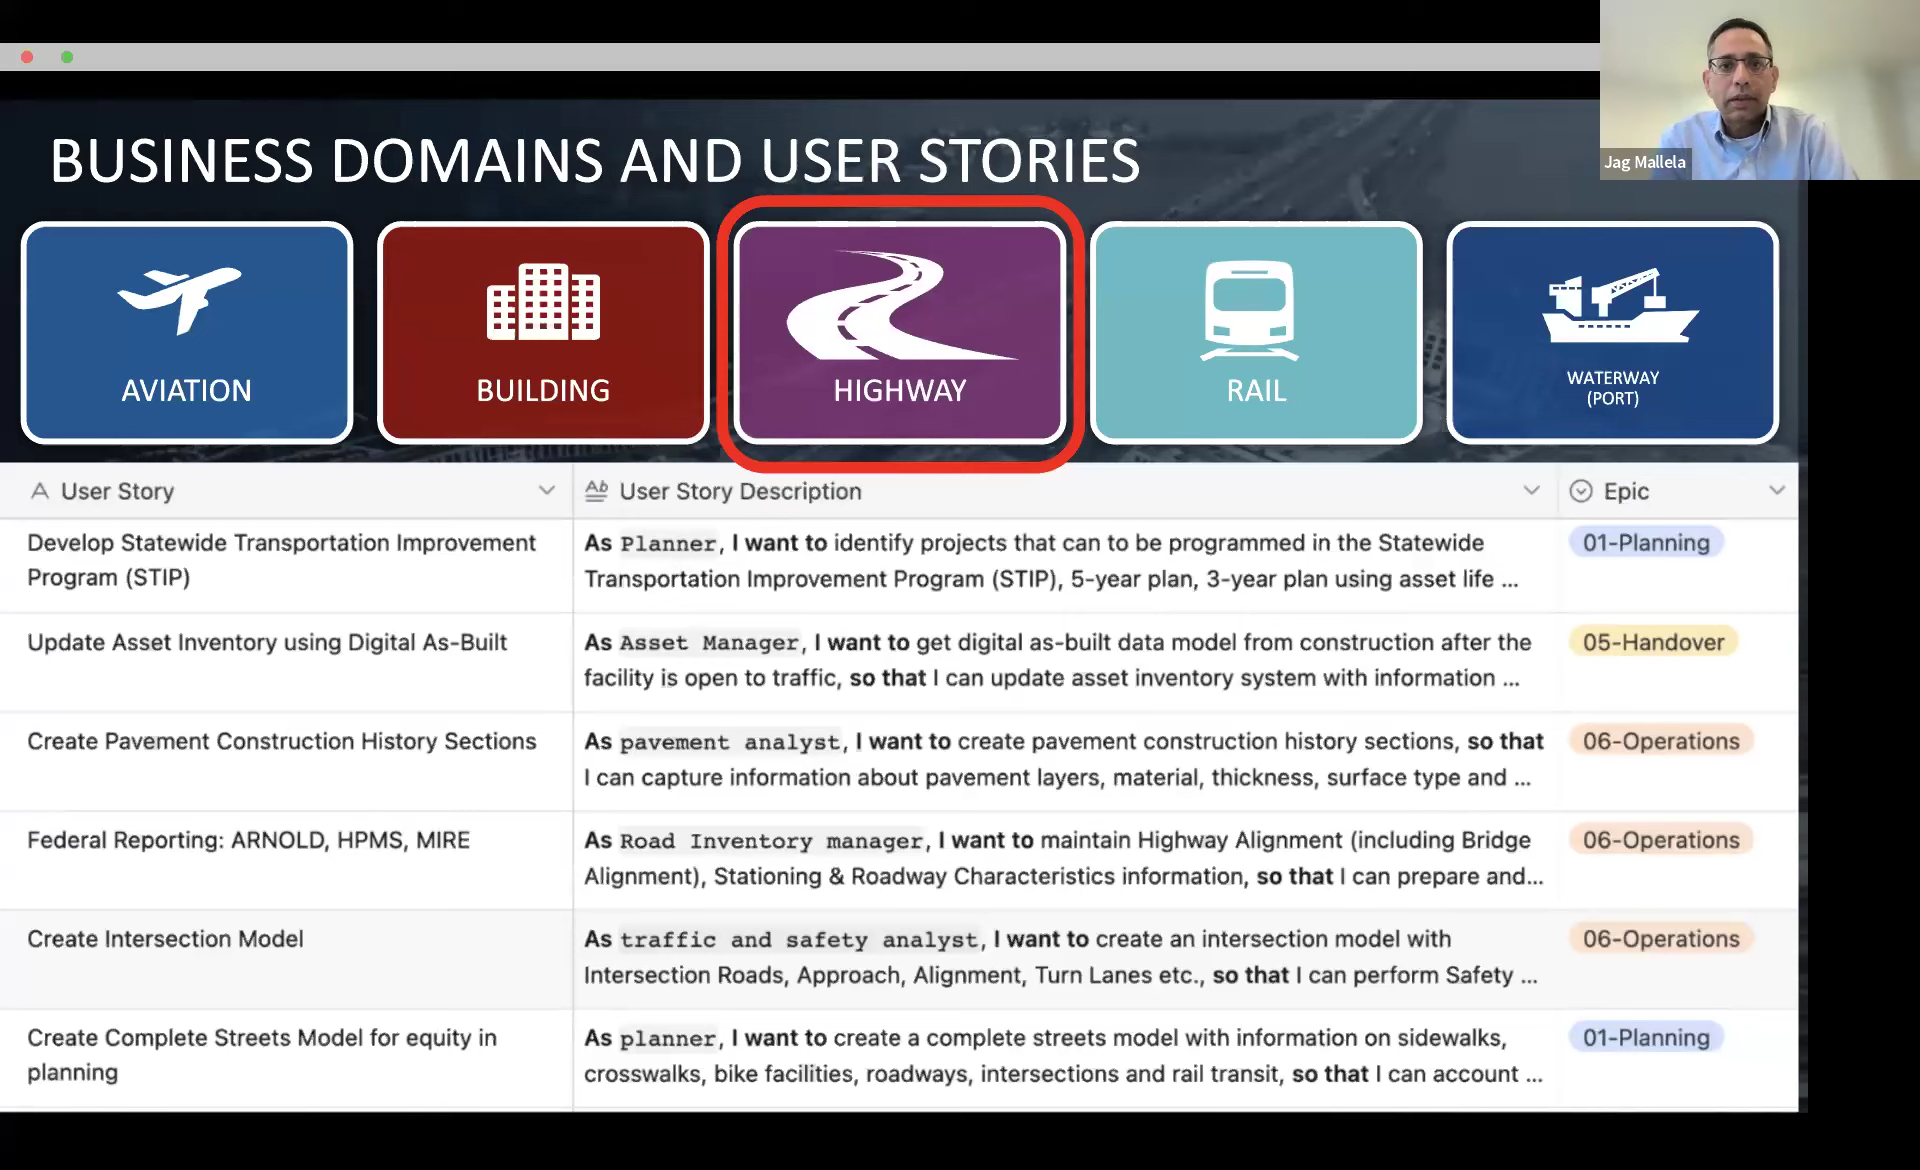 Jag Mallela
BUSINESS DOMAINS AND USER STORIES
AVIATION
BUILDING
HIGHWAY
RAIL
WATERWAY
(PORT)
User Story
User Story Description
Epic
Develop Statewide Transportation Improvement
Program (STIP)
As Planner, I want to identify projects that can to be programmed in the Statewide
Transportation Improvement Program (STIP), 5-year plan, 3-year plan using asset life ...
01-Planning
Update Asset Inventory using Digital As-Built
As Asset Manager, I want to get digital as-built data model from construction after the
facility is open to traffic, so that I can update asset inventory system with information ...
05-Handover
Create Pavement Construction History Sections
As pavement analyst, I want to create pavement construction history sections, so that
I can capture information about pavement layers, material, thickness, surface type and ...
06-Operations
Federal Reporting: ARNOLD, HPMS, MIRE
As Road Inventory manager, I want to maintain Highway Alignment (including Bridge
Alignment), Stationing & Roadway Characteristics information, so that I can prepare and...
06-Operations
Create Intersection Model
As traffic and safety analyst, I want to create an intersection model with
Intersection Roads, Approach, Alignment, Turn Lanes etc., so that I can perform Safety ...
06-Operations
Create Complete Streets Model for equity in
planning
As planner, I want to create a complete streets model with information on sidewalks,
crosswalks, bike facilities, roadways, intersections and rail transit, so that I can account ...
01-Planning